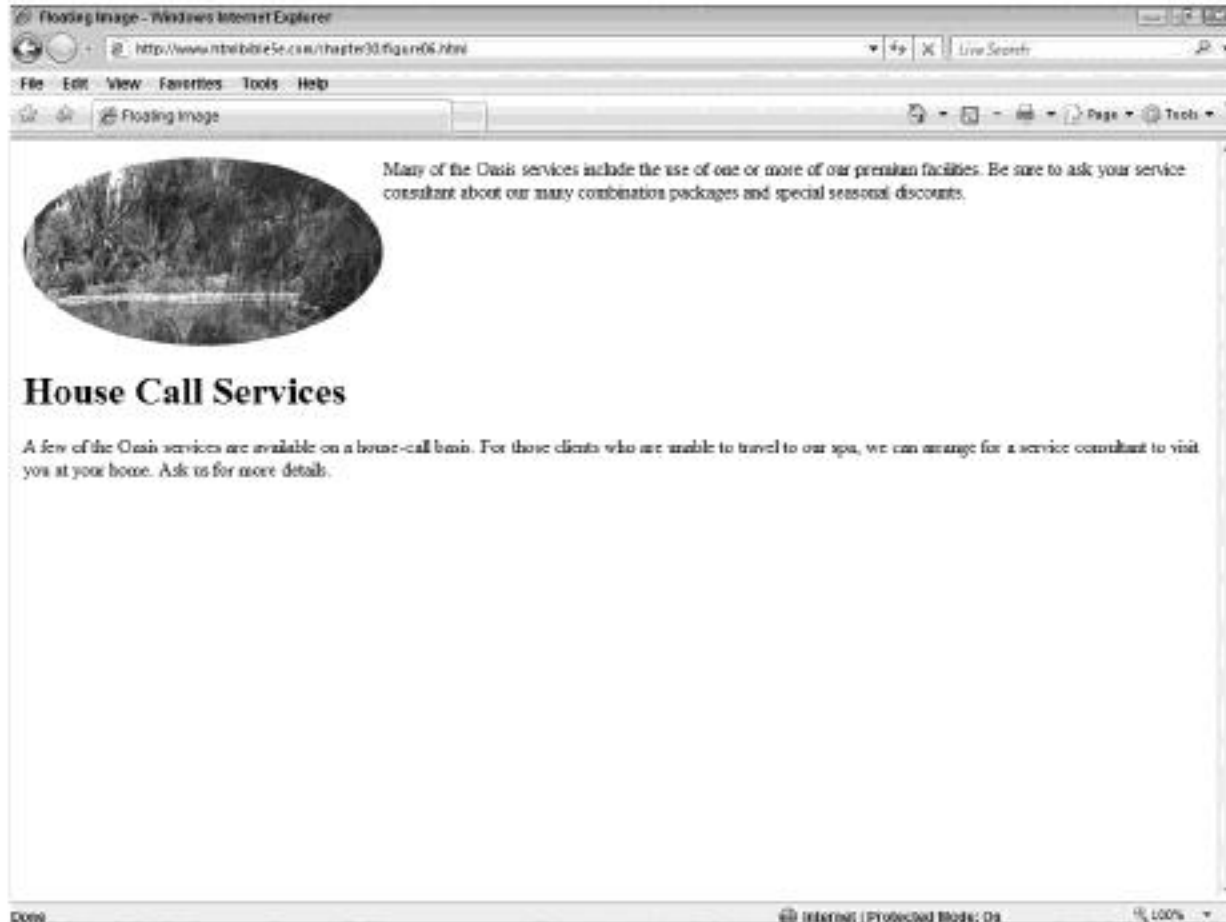 Floating Image - Windows Internet Explorer
http://www.htmlbible5e.com/chapter30/figure06.html
Live Search
File Edit View Favorites Tools Help
Floating Image
Page Tools
Many of the Oasis services include the use of one or more of our premium facilities. Be sure to ask your service
consultant about our many combination packages and special seasonal discounts.
House Call Services
A few of the Oasis services are available on a house-call basis. For those clients who are unable to travel to our spa, we can arrange for a service consultant to visit
you at your home. Ask us for more details.
Done
Internet | Protected Mode: On
100%